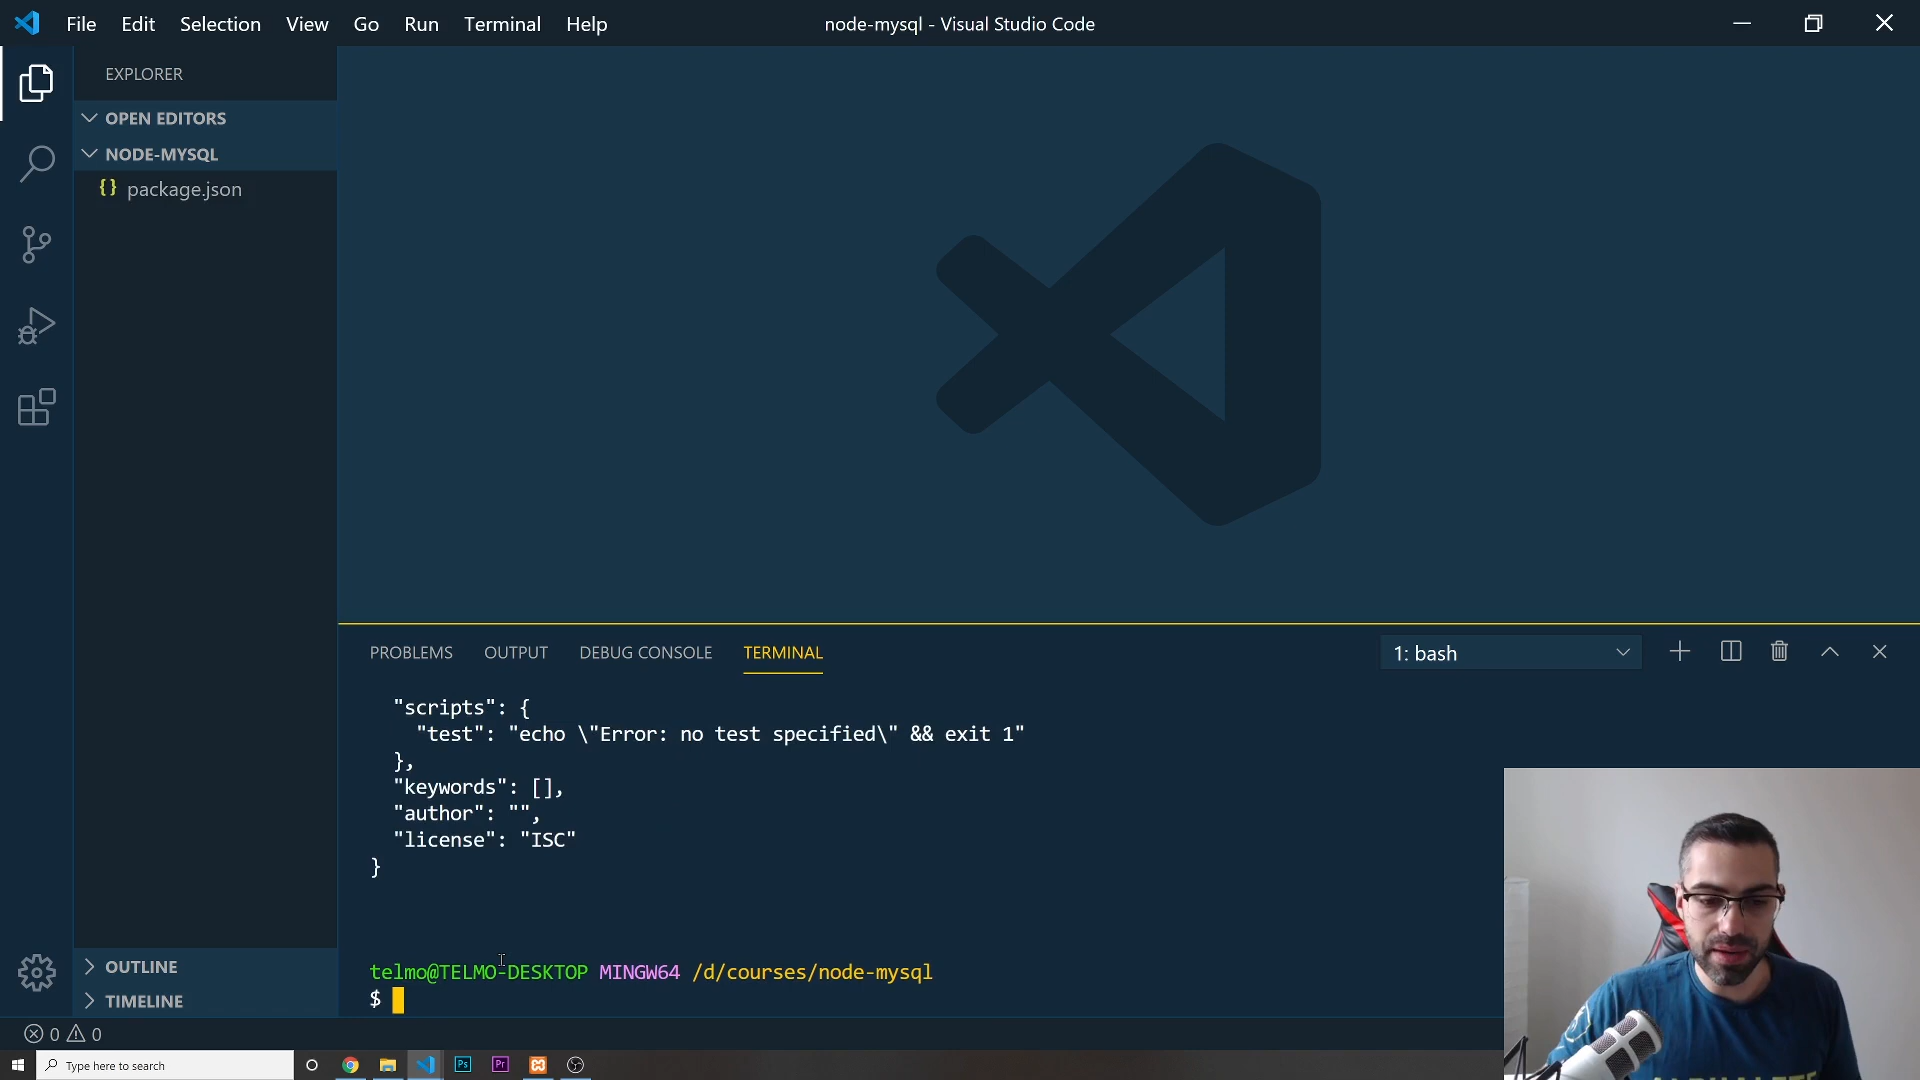 File Edit Selection View Go Run Terminal Help
node-mysql - Visual Studio Code
EXPLORER
OPEN EDITORS
NODE-MYSQL
{} package.json
OUTLINE
TIMELINE
PROBLEMS OUTPUT DEBUG CONSOLE TERMINAL
1: bash
"scripts": {
"test": "echo \"Error: no test specified\" && exit 1"
},
"keywords": [],
"author": "",
"license": "ISC"
}
telmo@TELMO-DESKTOP MINGW64 /d/courses/node-mysql
$
0 0
Type here to search
Ps
Pr